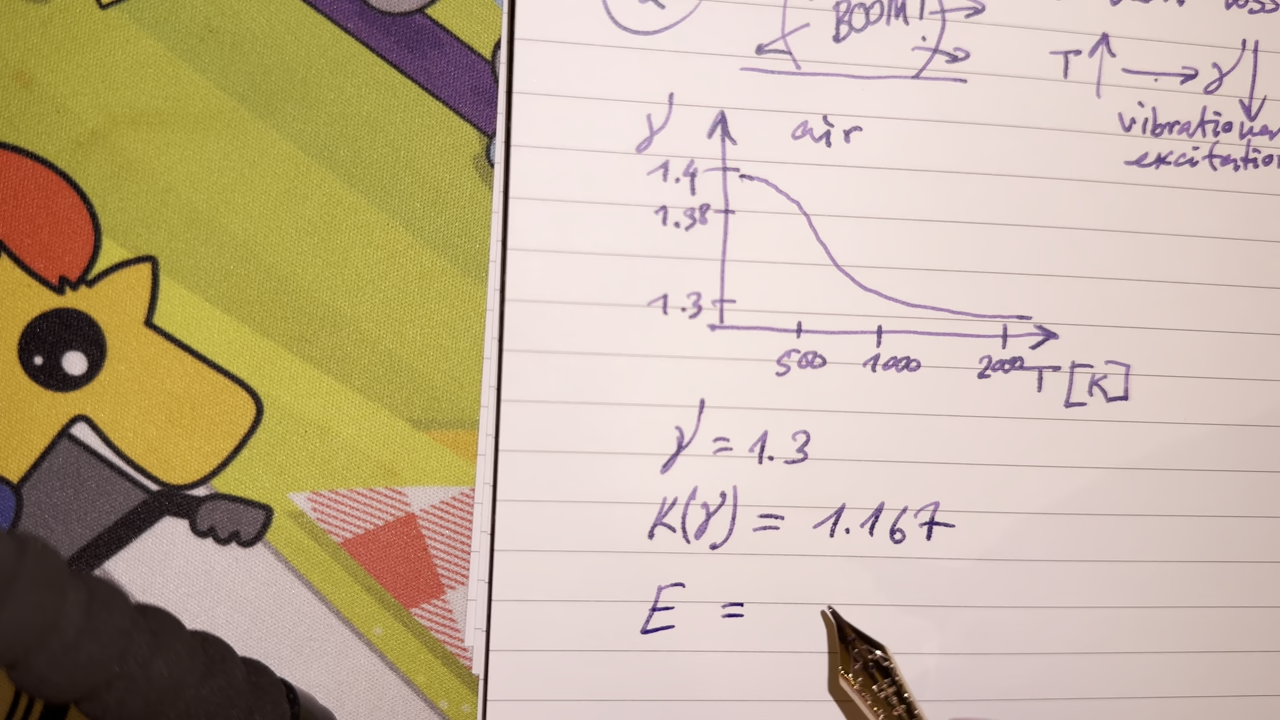 BOOM!
T ↑ → γ ↓
vibrational
excitation
γ air
1.4
1.38
1.3
500 1000 2000 T [K]
γ = 1.3
K(γ) = 1.167
E =